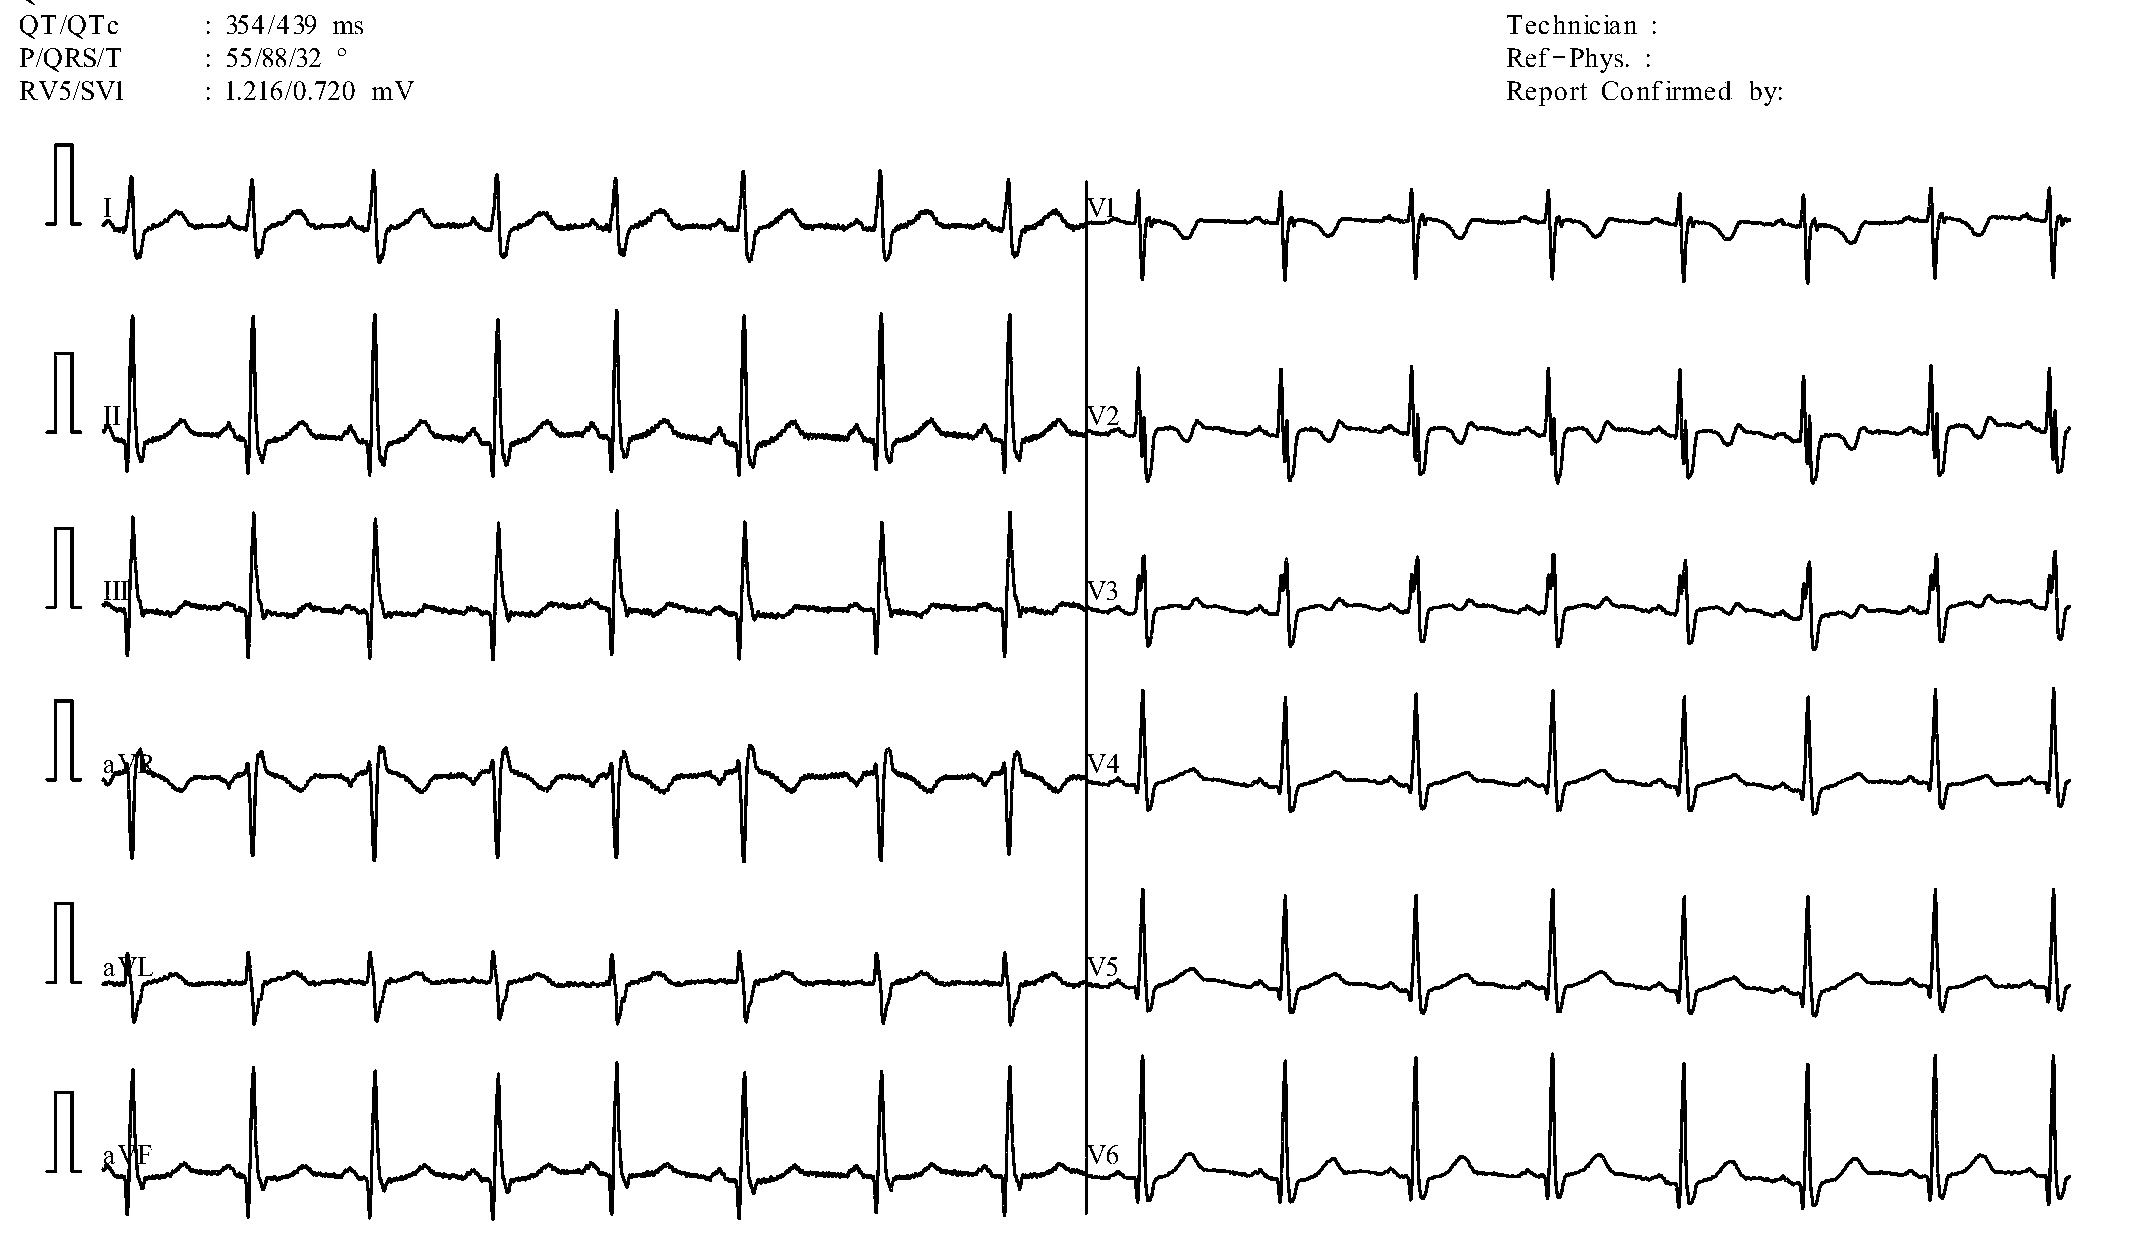 QT/QTc : 354/439 ms
P/QRS/T : 55/88/32 °
RV5/SV1 : 1.216/0.720 mV
Technician :
Ref-Phys. :
Report Confirmed by:
I
V1
II
V2
III
V3
aVR
V4
aVL
V5
aVF
V6